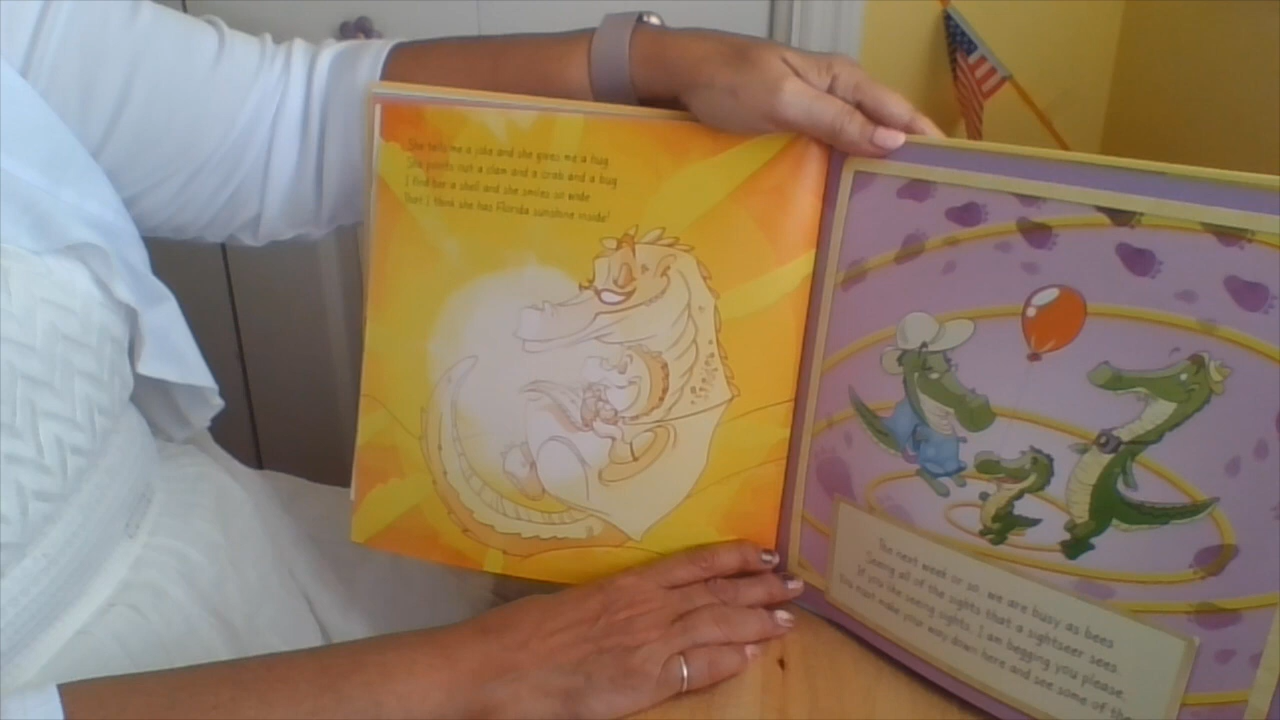 She tells me a joke and she gives me a hug
She points out a clam and a crab and a bug
I find her a shell and she smiles so wide
That I think she has Florida sunshine inside!
The next week or so, we are busy as bees
Seeing all of the sights that a sightseer sees.
If you like seeing sights, I am begging you please,
You must make your way down here and see some of